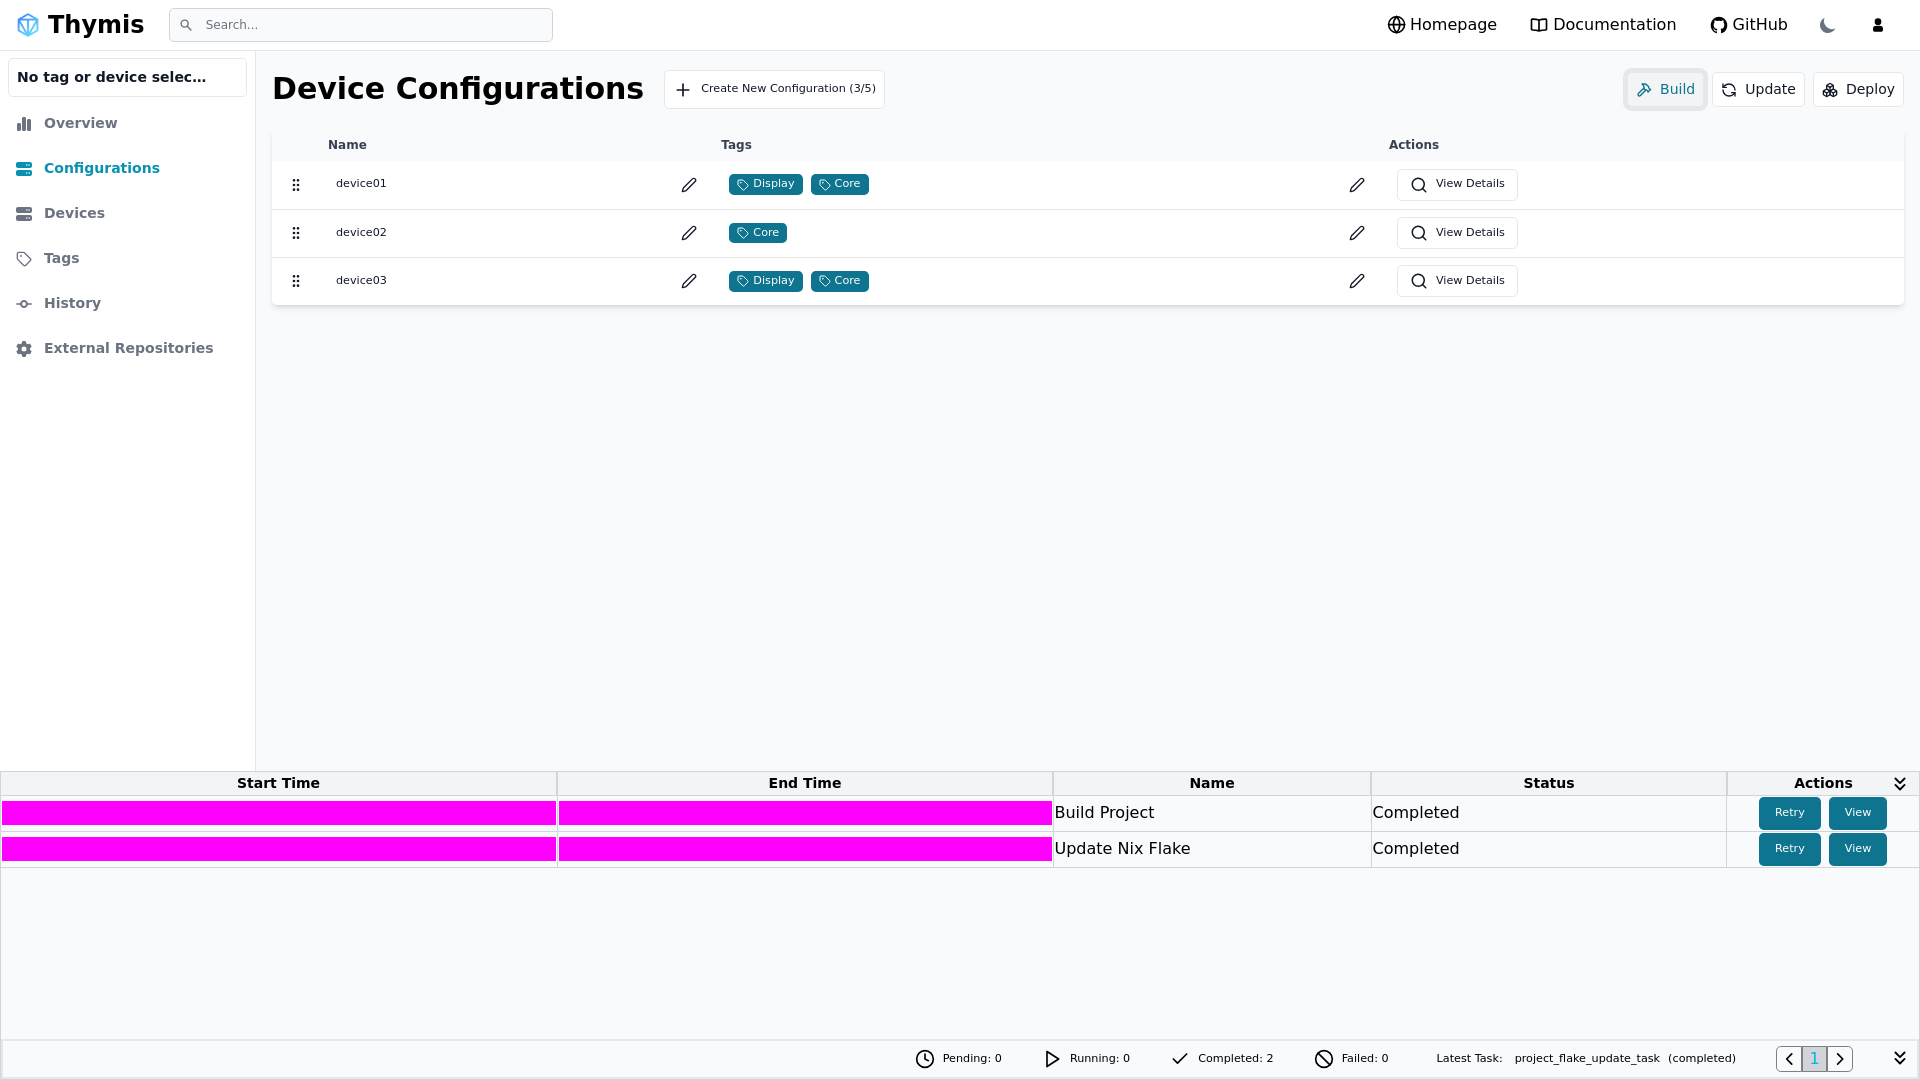 Thymis
Search...
Homepage
Documentation
GitHub
No tag or device selec...
Overview
Configurations
Devices
Tags
History
External Repositories
Device Configurations
Create New Configuration (3/5)
Build
Update
Deploy
Name Tags Actions
device01 Display Core View Details
device02 Core View Details
device03 Display Core View Details
Start Time End Time Name Status Actions
Build Project Completed Retry View
Update Nix Flake Completed Retry View
Pending: 0 Running: 0 Completed: 2 Failed: 0 Latest Task: project_flake_update_task (completed) 1